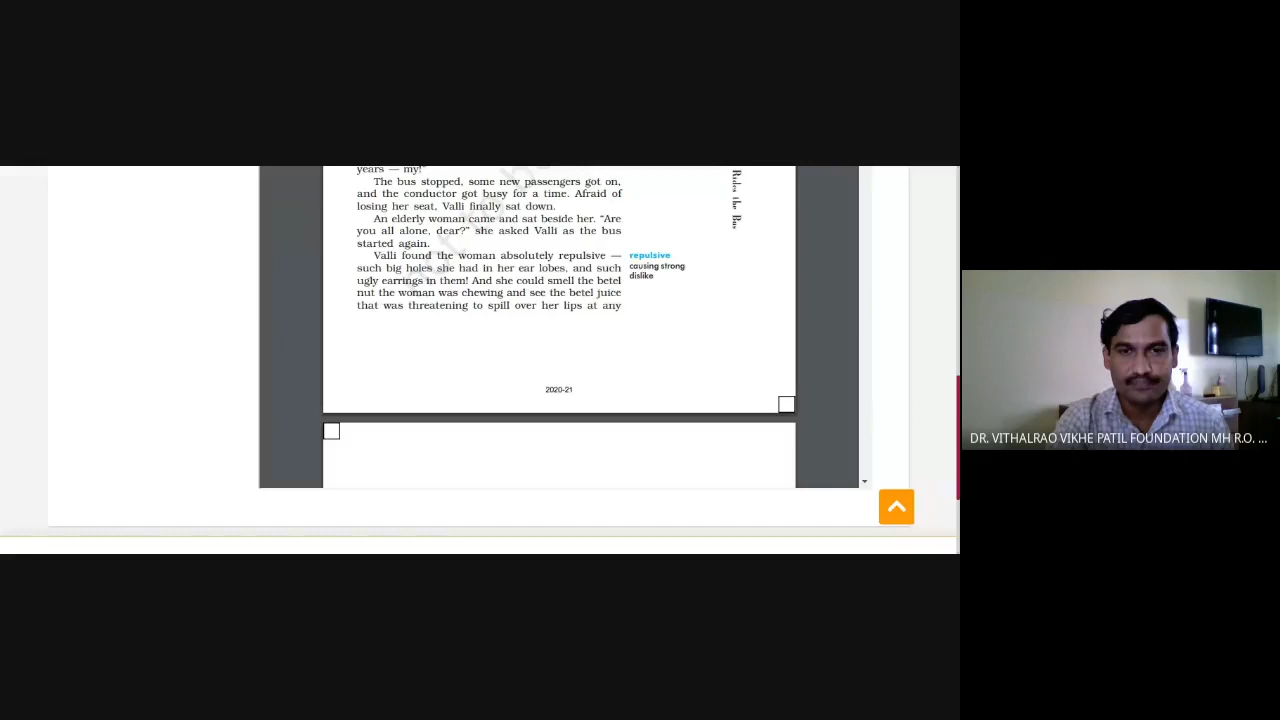 years — my!"
The bus stopped, some new passengers got on,
and the conductor got busy for a time. Afraid of
losing her seat, Valli finally sat down.
An elderly woman came and sat beside her. “Are
you all alone, dear?” she asked Valli as the bus
started again.
Valli found the woman absolutely repulsive —
such big holes she had in her ear lobes, and such
ugly earrings in them! And she could smell the betel
nut the woman was chewing and see the betel juice
that was threatening to spill over her lips at any
repulsive
causing strong
dislike
Rides the Bus
2020-21
DR. VITHALRAO VIKHE PATIL FOUNDATION MH R.O. ...